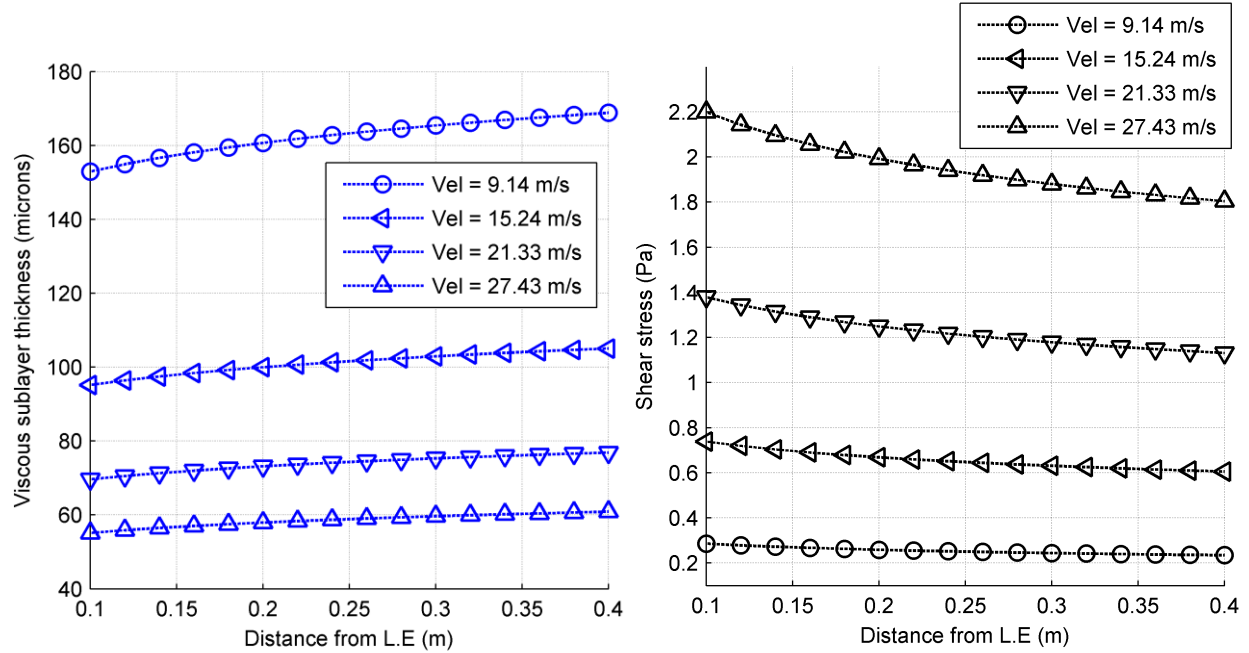 180
160
140
120
100
80
60
40
0.1 0.15 0.2 0.25 0.3 0.35 0.4
Distance from L.E (m)
Viscous sublayer thickness (microns)
Vel = 9.14 m/s
Vel = 15.24 m/s
Vel = 21.33 m/s
Vel = 27.43 m/s
Vel = 9.14 m/s
Vel = 15.24 m/s
Vel = 21.33 m/s
Vel = 27.43 m/s
2.2
2
1.8
1.6
1.4
1.2
1
0.8
0.6
0.4
0.2
0.1 0.15 0.2 0.25 0.3 0.35 0.4
Distance from L.E (m)
Shear stress (Pa)